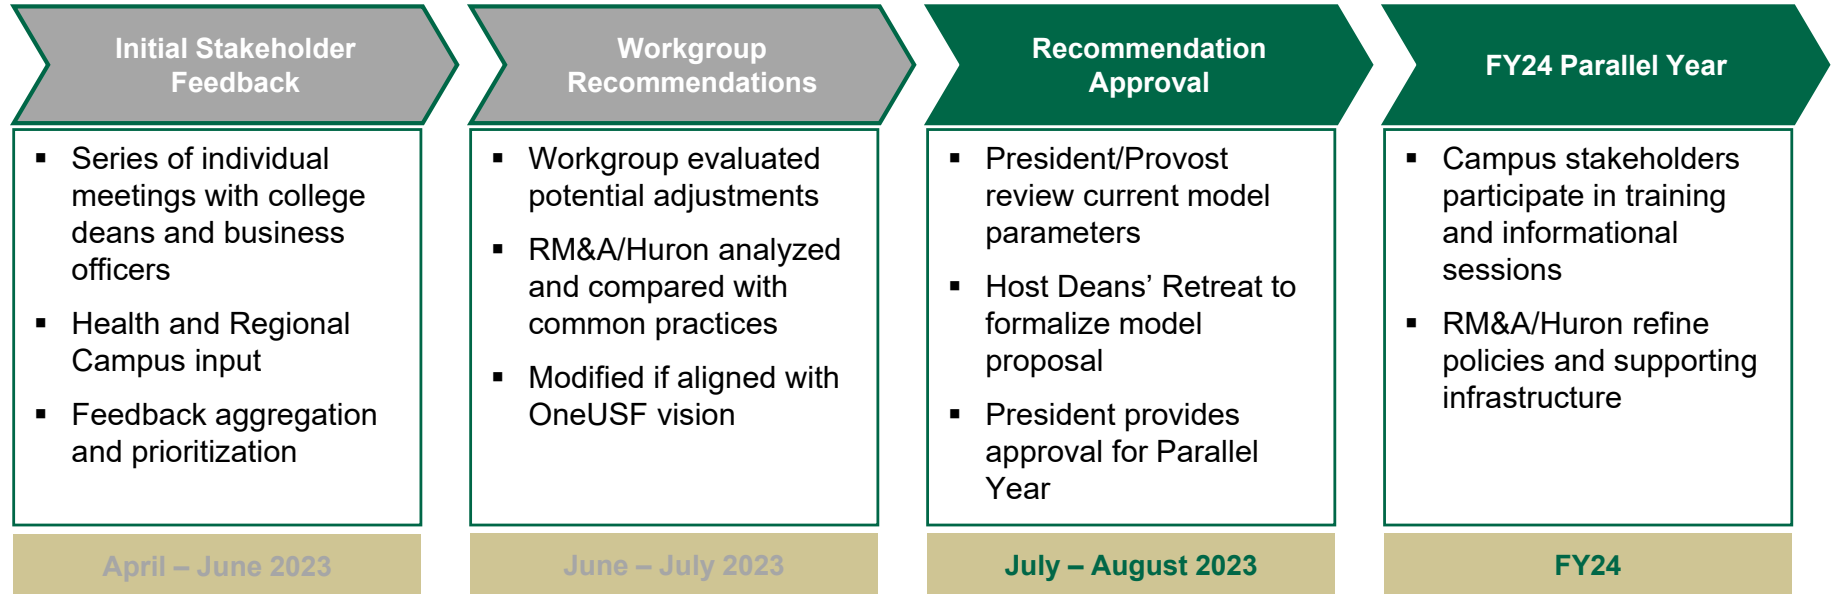 Initial Stakeholder
Feedback
▪ Series of individual
meetings with college
deans and business
officers
▪ Health and Regional
Campus input
▪ Feedback aggregation
and prioritization
April – June 2023
Workgroup
Recommendations
▪ Workgroup evaluated
potential adjustments
▪ RM&A/Huron analyzed
and compared with
common practices
▪ Modified if aligned with
OneUSF vision
June – July 2023
Recommendation
Approval
▪ President/Provost
review current model
parameters
▪ Host Deans’ Retreat to
formalize model
proposal
▪ President provides
approval for Parallel
Year
July – August 2023
FY24 Parallel Year
▪ Campus stakeholders
participate in training
and informational
sessions
▪ RM&A/Huron refine
policies and supporting
infrastructure
FY24